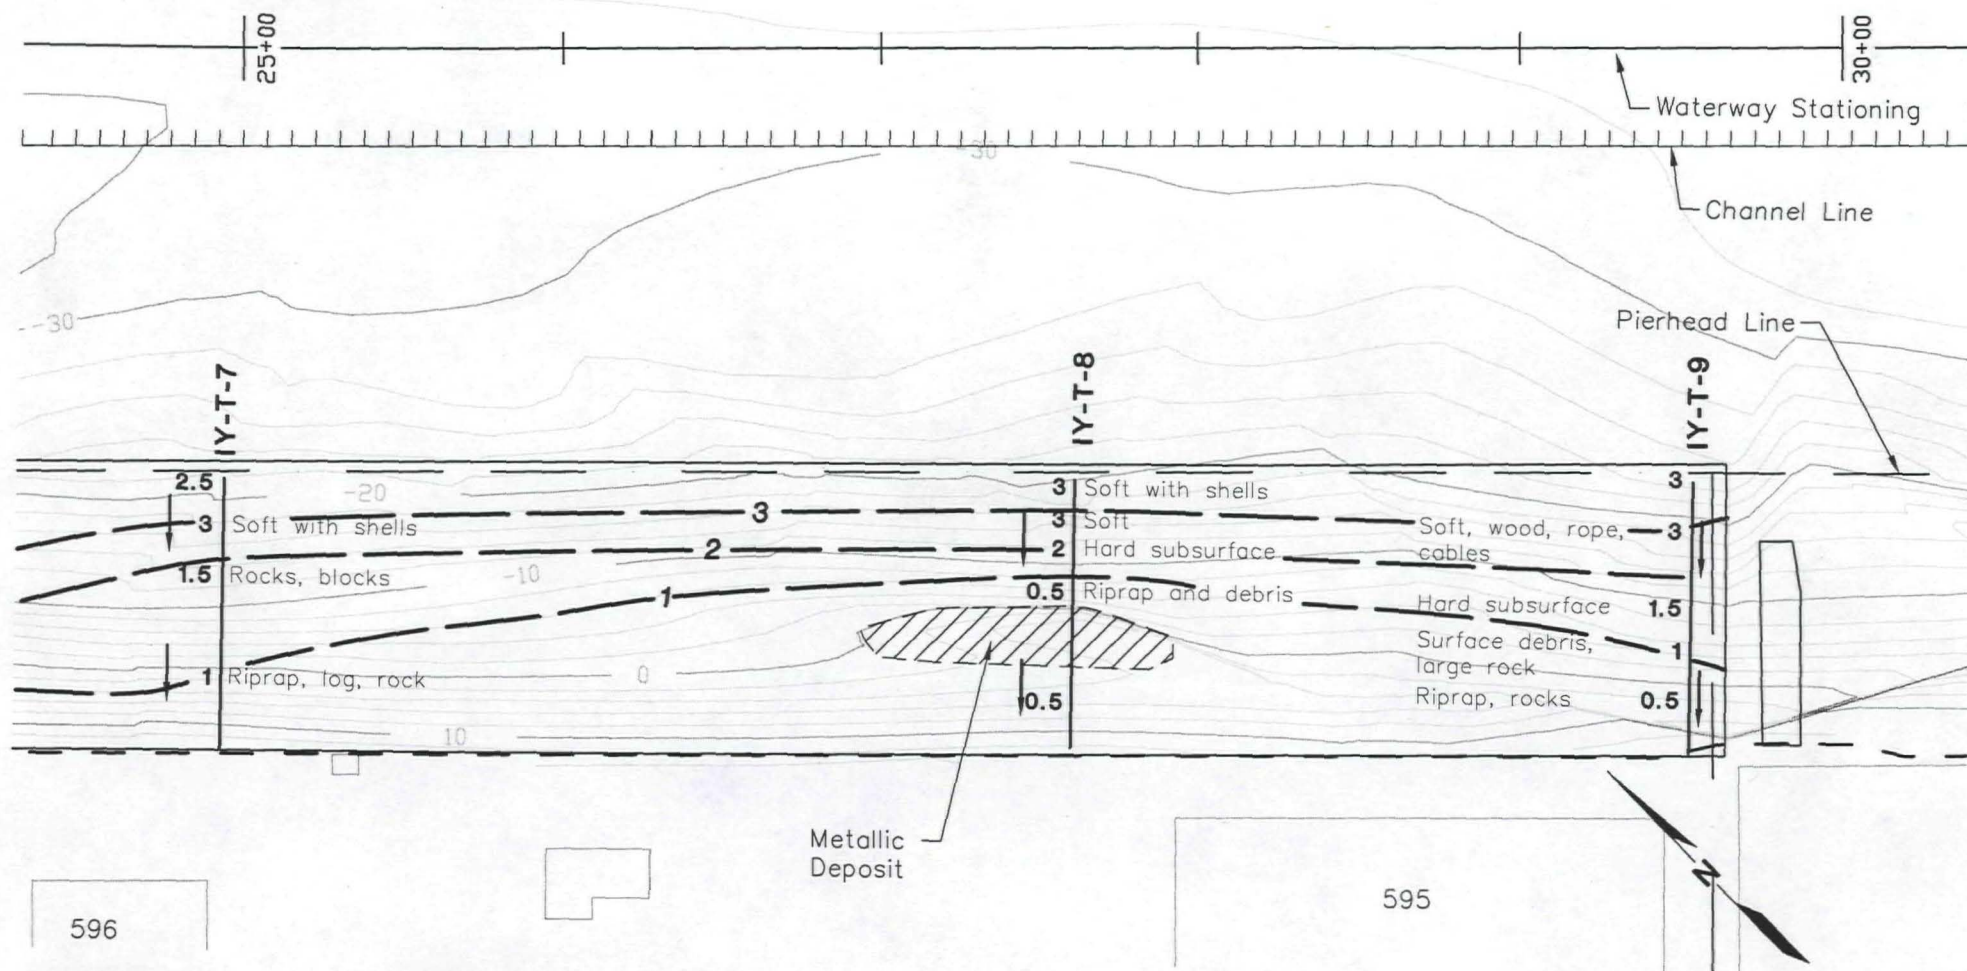 25+00
30+00
Waterway Stationing
-30
Channel Line
-30
Pierhead Line
IY-T-7
IY-T-8
IY-T-9
2.5
-20
3 Soft with shells
3
3 Soft with shells
3
3 Soft
Soft, wood, rope,
cables
3
2
2 Hard subsurface
1.5 Rocks, blocks
-10
1
0.5 Riprap and debris
Hard subsurface 1.5
Surface debris,
large rock
1
1 Riprap, log, rock
0
0.5
Riprap, rocks 0.5
10
Metallic
Deposit
N
596
595